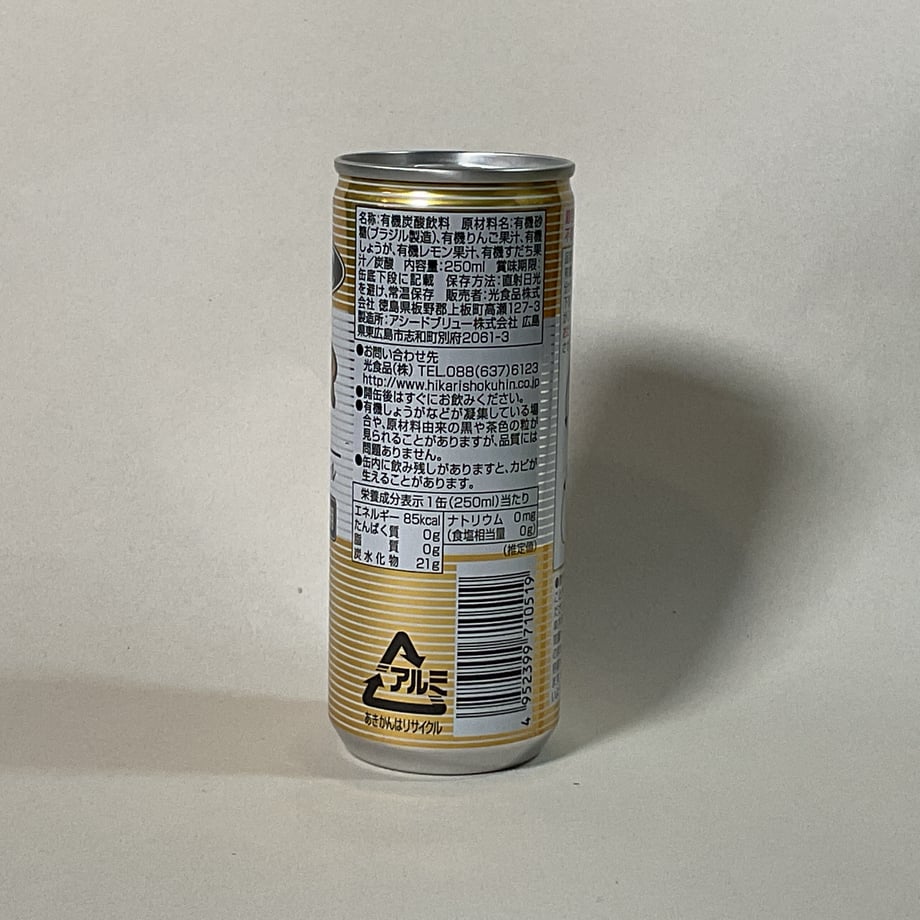 名称:有機炭酸飲料　原材料名:有機砂
糖(ブラジル製造)、有機りんご果汁、有機
しょうが、有機レモン果汁、有機すだち果
汁/炭酸　内容量:250ml　賞味期限:
缶底下段に記載　保存方法:直射日光
を避け、常温保存　販売者:光食品株式
会社 徳島県板野郡上板町高瀬127-3
製造所:アシードブリュー株式会社 広島
県東広島市志和町別府2061-3
●お問い合わせ先
光食品(株) TEL.088(637)6123
http://www.hikarishokuhin.co.jp
●開缶後はすぐにお飲みください。
●有機しょうがなどが凝集している場
合や、原材料由来の黒や茶色の粒が
見られることがありますが、品質には
問題ありません。
●缶内に飲み残しがありますと、カビが
生えることがあります。
栄養成分表示 1缶(250ml)当たり
エネルギー 85kcal
たんぱく質 0g
脂質 0g
炭水化物 21g
ナトリウム 0mg
(食塩相当量 0g)
(推定値)
4 952399 710519
アルミ
あきかんはリサイクル